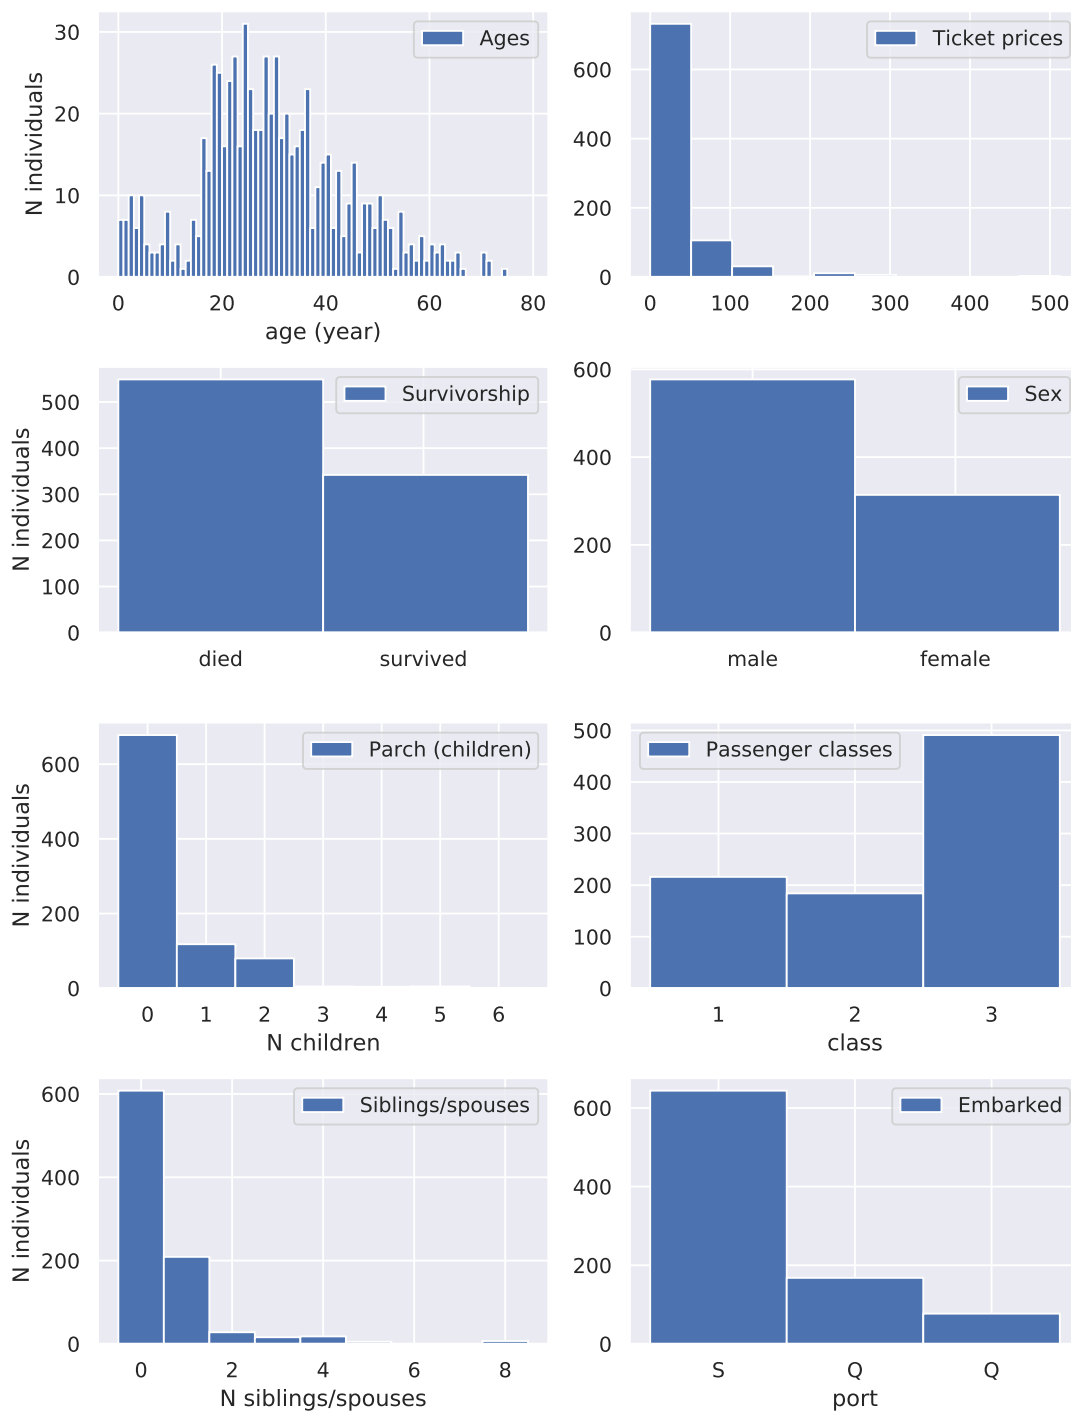 Ages
N individuals
30
20
10
0
0 20 40 60 80
age (year)
Ticket prices
600
400
200
0
0 100 200 300 400 500
Survivorship
N individuals
500
400
300
200
100
0
died survived
Sex
600
400
200
0
male female
Parch (children)
N individuals
600
400
200
0
0 1 2 3 4 5 6
N children
Passenger classes
500
400
300
200
100
0
1 2 3
class
Siblings/spouses
N individuals
600
400
200
0
0 2 4 6 8
N siblings/spouses
Embarked
600
400
200
0
S Q Q
port